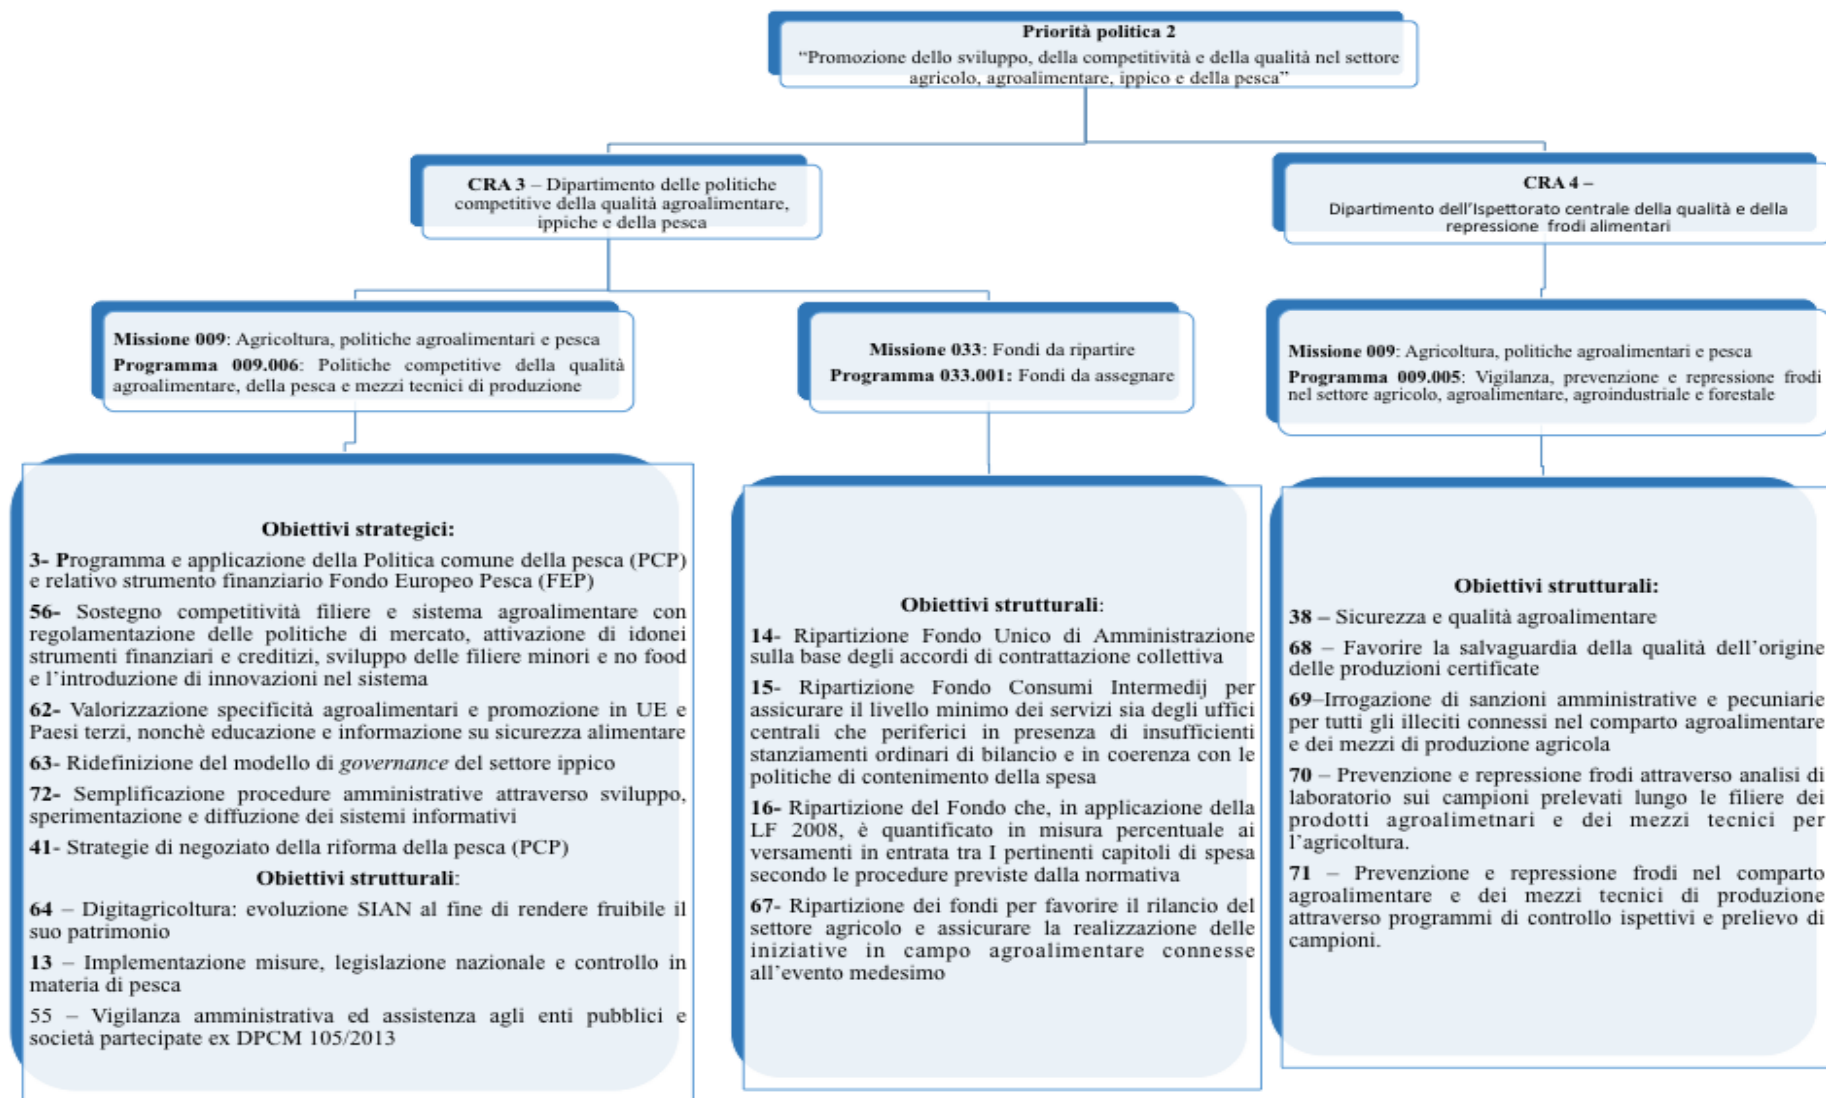 Priorità politica 2
“Promozione dello sviluppo, della competitività e della qualità nel settore
agricolo, agroalimentare, ippico e della pesca”
CRA 3 – Dipartimento delle politiche
competitive della qualità agroalimentare,
ippiche e della pesca
CRA 4 –
Dipartimento dell’Ispettorato centrale della qualità e della
repressione frodi alimentari
Missione 009: Agricoltura, politiche agroalimentari e pesca
Programma 009.006: Politiche competitive della qualità
agroalimentare, della pesca e mezzi tecnici di produzione
Missione 033: Fondi da ripartire
Programma 033.001: Fondi da assegnare
Missione 009: Agricoltura, politiche agroalimentari e pesca
Programma 009.005: Vigilanza, prevenzione e repressione frodi
nel settore agricolo, agroalimentare, agroindustriale e forestale
Obiettivi strategici:
3- Programma e applicazione della Politica comune della pesca (PCP)
e relativo strumento finanziario Fondo Europeo Pesca (FEP)
56- Sostegno competitività filiere e sistema agroalimentare con
regolamentazione delle politiche di mercato, attivazione di idonei
strumenti finanziari e creditizi, sviluppo delle filiere minori e no food
e l’introduzione di innovazioni nel sistema
62- Valorizzazione specificità agroalimentari e promozione in UE e
Paesi terzi, nonchè educazione e informazione su sicurezza alimentare
63- Ridefinizione del modello di governance del settore ippico
72- Semplificazione procedure amministrative attraverso sviluppo,
sperimentazione e diffusione dei sistemi informativi
41- Strategie di negoziato della riforma della pesca (PCP)
Obiettivi strutturali:
64 – Digitagricoltura: evoluzione SIAN al fine di rendere fruibile il
suo patrimonio
13 – Implementazione misure, legislazione nazionale e controllo in
materia di pesca
55 – Vigilanza amministrativa ed assistenza agli enti pubblici e
società partecipate ex DPCM 105/2013
Obiettivi strutturali:
14- Ripartizione Fondo Unico di Amministrazione
sulla base degli accordi di contrattazione collettiva
15- Ripartizione Fondo Consumi Intermedij per
assicurare il livello minimo dei servizi sia degli uffici
centrali che periferici in presenza di insufficienti
stanziamenti ordinari di bilancio e in coerenza con le
politiche di contenimento della spesa
16- Ripartizione del Fondo che, in applicazione della
LF 2008, è quantificato in misura percentuale ai
versamenti in entrata tra I pertinenti capitoli di spesa
secondo le procedure previste dalla normativa
67- Ripartizione dei fondi per favorire il rilancio del
settore agricolo e assicurare la realizzazione delle
iniziative in campo agroalimentare connesse
all’evento medesimo
Obiettivi strutturali:
38 – Sicurezza e qualità agroalimentare
68 – Favorire la salvaguardia della qualità dell’origine
delle produzioni certificate
69–Irrogazione di sanzioni amministrative e pecuniarie
per tutti gli illeciti connessi nel comparto agroalimentare
e dei mezzi di produzione agricola
70 – Prevenzione e repressione frodi attraverso analisi di
laboratorio sui campioni prelevati lungo le filiere dei
prodotti agroalimetnari e dei mezzi tecnici per
l’agricoltura.
71 – Prevenzione e repressione frodi nel comparto
agroalimentare e dei mezzi tecnici di produzione
attraverso programmi di controllo ispettivi e prelievo di
campioni.